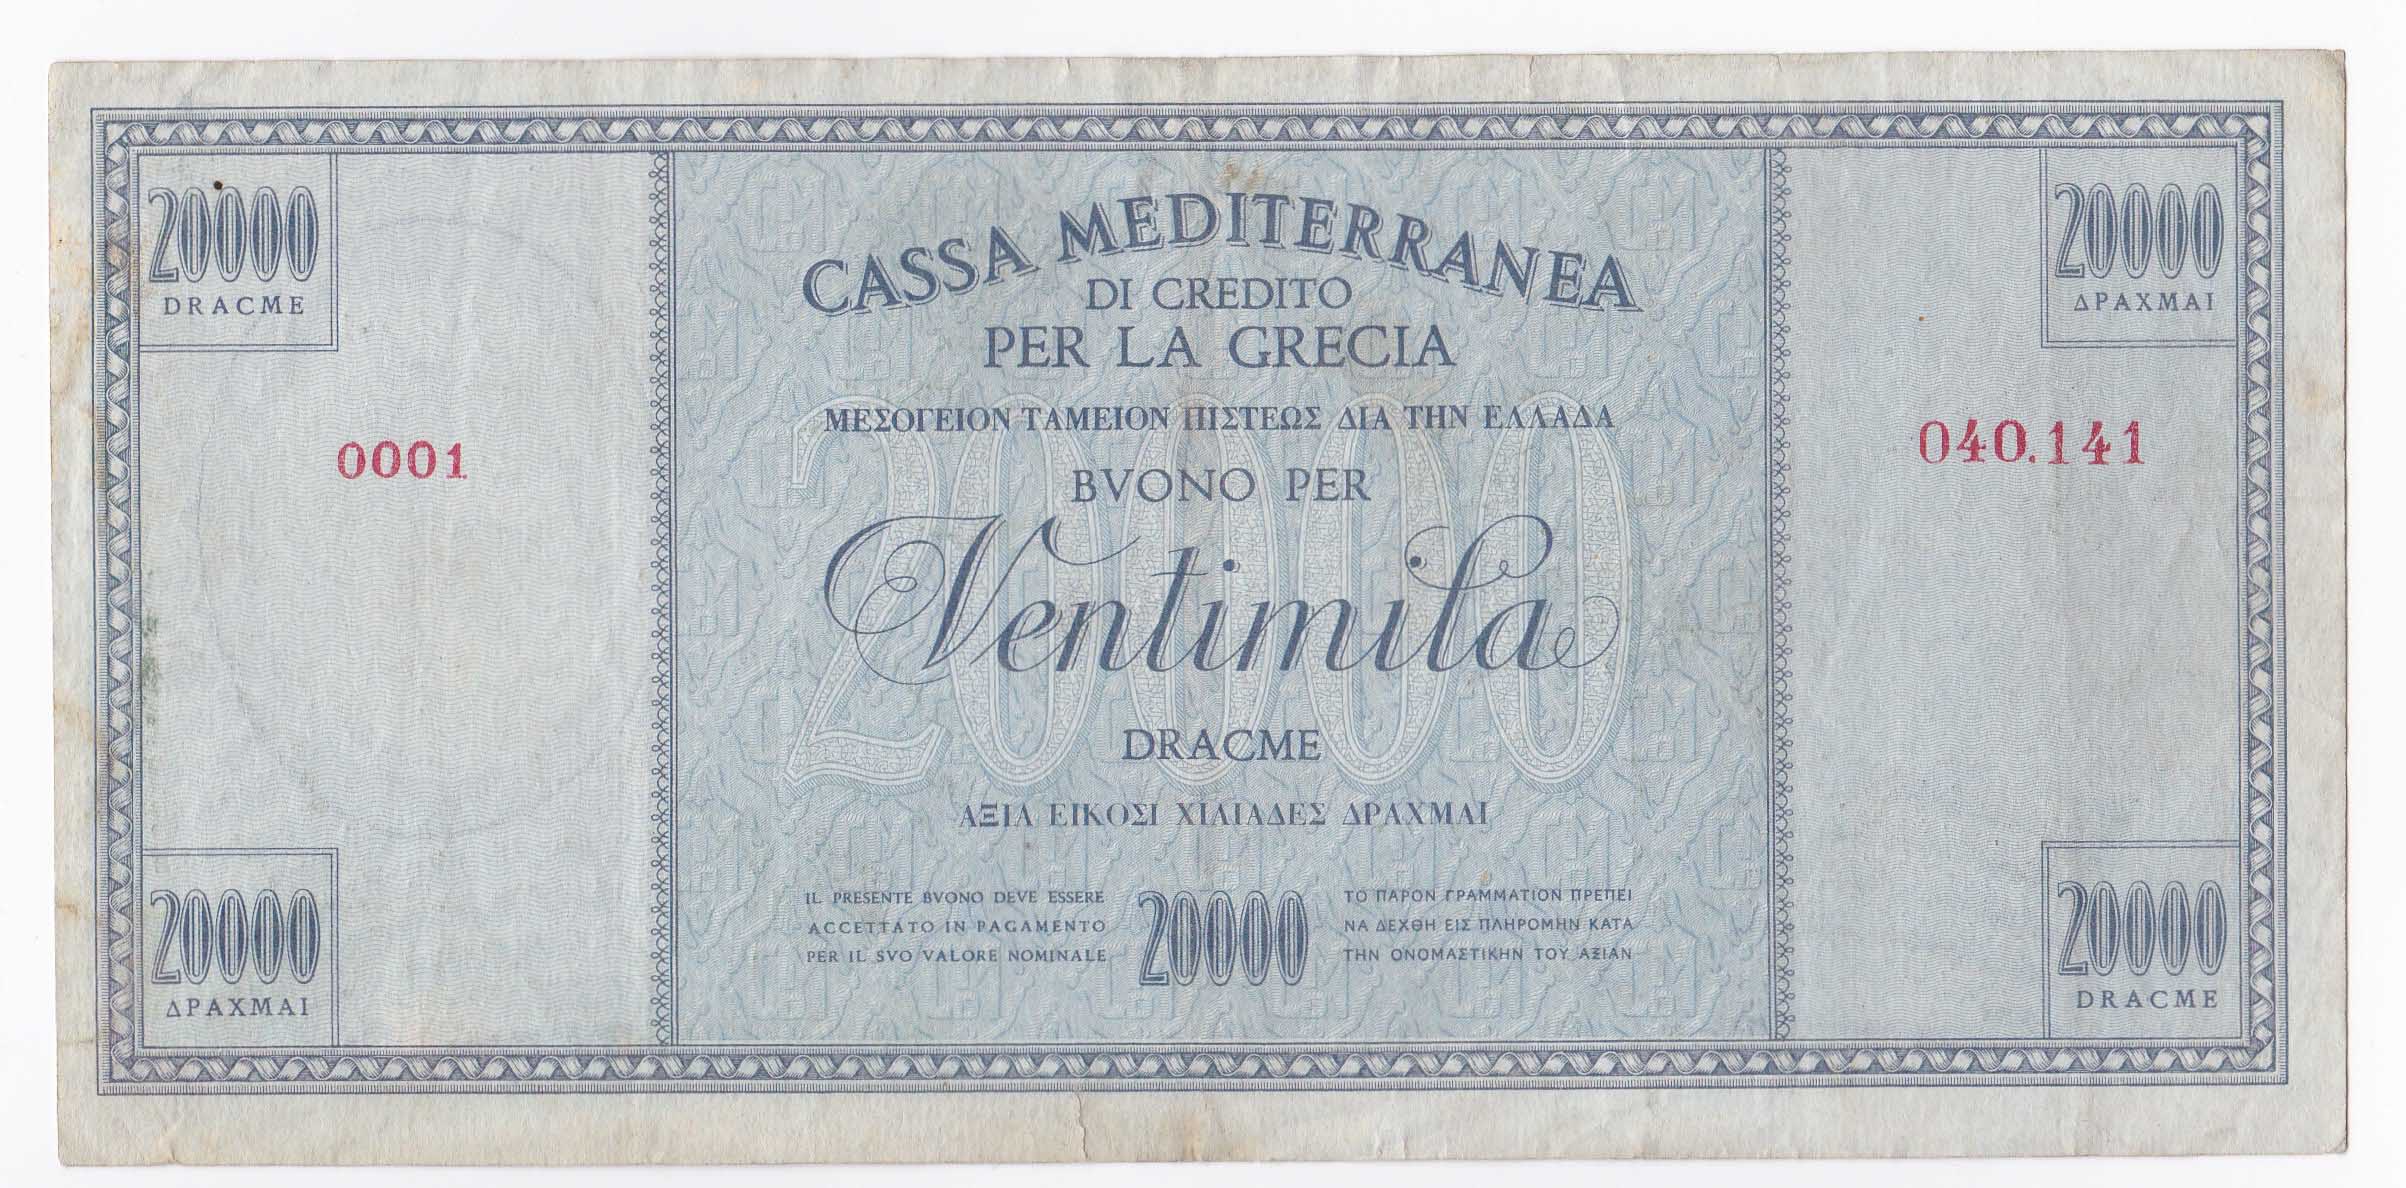 20000
DRACME
20000
ΔΡΑΧΜΑΙ
CASSA MEDITERRANEA
DI CREDITO
PER LA GRECIA
ΜΕΣΟΓΕΙΟΝ ΤΑΜΕΙΟΝ ΠΙΣΤΕΩΣ ΔΙΑ ΤΗΝ ΕΛΛΑΔΑ
0001
040.141
BVONO PER
20000
Ventimila
DRACME
ΑΞΙΑ ΕΙΚΟΣΙ ΧΙΛΙΑΔΕΣ ΔΡΑΧΜΑΙ
IL PRESENTE BVONO DEVE ESSERE
ACCETTATO IN PAGAMENTO
PER IL SVO VALORE NOMINALE
20000
ΤΟ ΠΑΡΟΝ ΓΡΑΜΜΑΤΙΟΝ ΠΡΕΠΕΙ
ΝΑ ΔΕΧΘΗ ΕΙΣ ΠΛΗΡΟΜΗΝ ΚΑΤΑ
ΤΗΝ ΟΝΟΜΑΣΤΙΚΗΝ ΤΟΥ ΑΞΙΑΝ
20000
ΔΡΑΧΜΑΙ
20000
DRACME